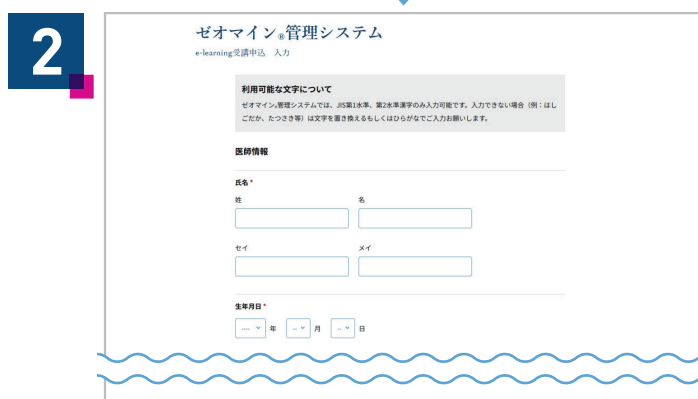 2
ゼオマイン®管理システム
e-learning受講申込 入力
利用可能な文字について
ゼオマイン®管理システムでは、JIS第1水準、第2水準漢字のみ入力可能です。入力できない場合（例：はし
ごだか、たつさき等）は文字を置き換えるもしくはひらがなでご入力お願いします。
医師情報
氏名*
姓 名
セイ メイ
生年月日*
---- 年 -- 月 -- 日